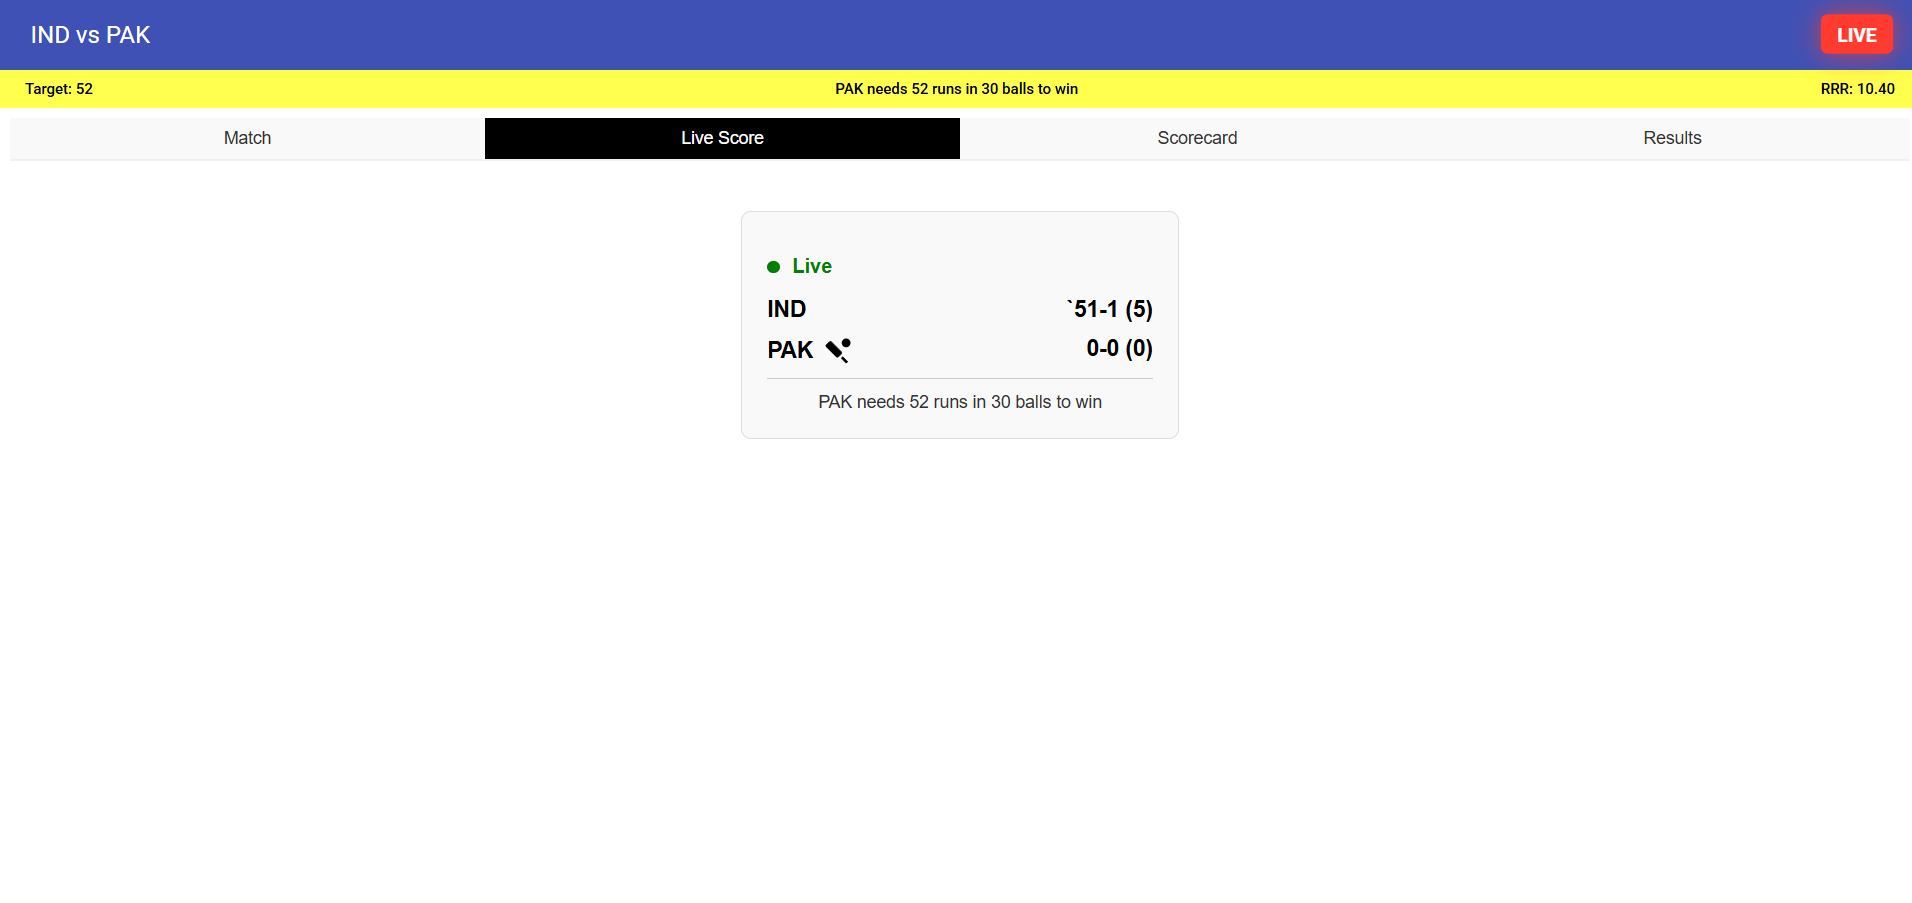 IND vs PAK
LIVE
Target: 52
PAK needs 52 runs in 30 balls to win
RRR: 10.40
Match
Live Score
Scorecard
Results
Live
IND `51-1 (5)
PAK 0-0 (0)
PAK needs 52 runs in 30 balls to win